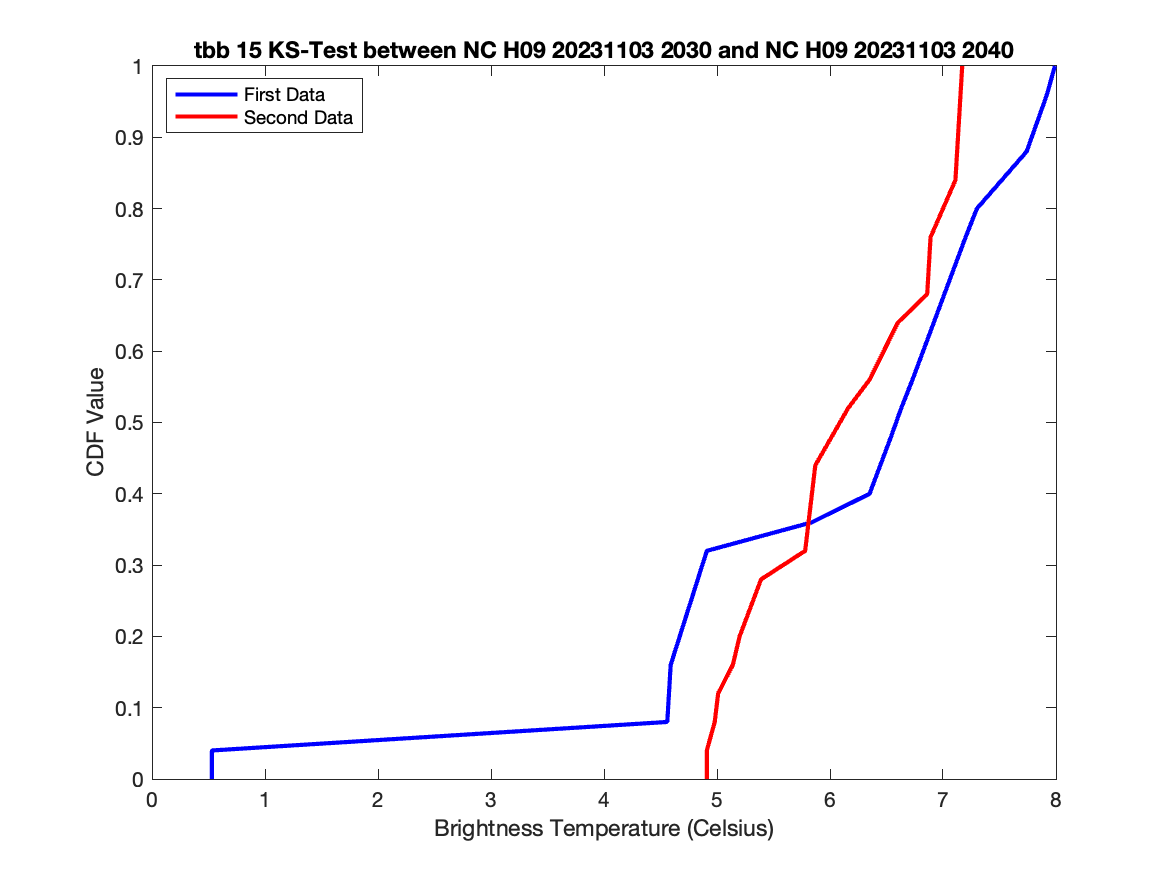 tbb 15 KS-Test between NC H09 20231103 2030 and NC H09 20231103 2040
First Data
Second Data
1
0.9
0.8
0.7
0.6
0.5
0.4
0.3
0.2
0.1
0
CDF Value
0 1 2 3 4 5 6 7 8
Brightness Temperature (Celsius)